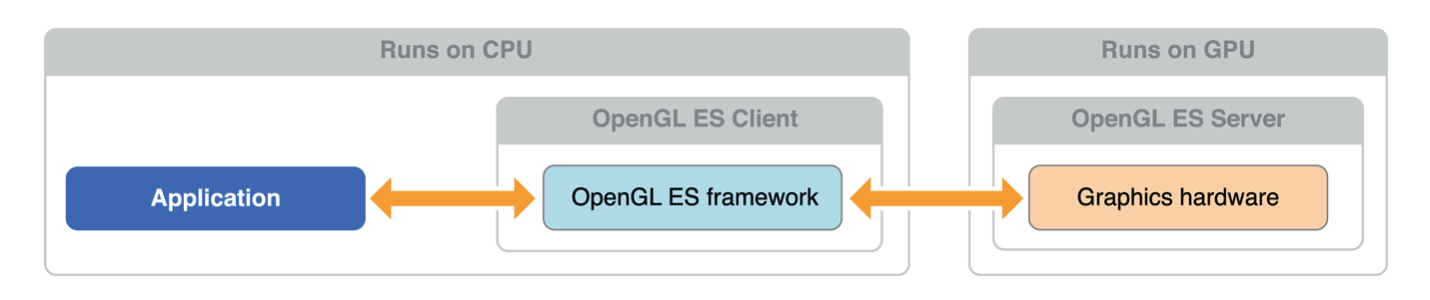 Runs on CPU
Runs on GPU
OpenGL ES Client
OpenGL ES Server
Application
OpenGL ES framework
Graphics hardware